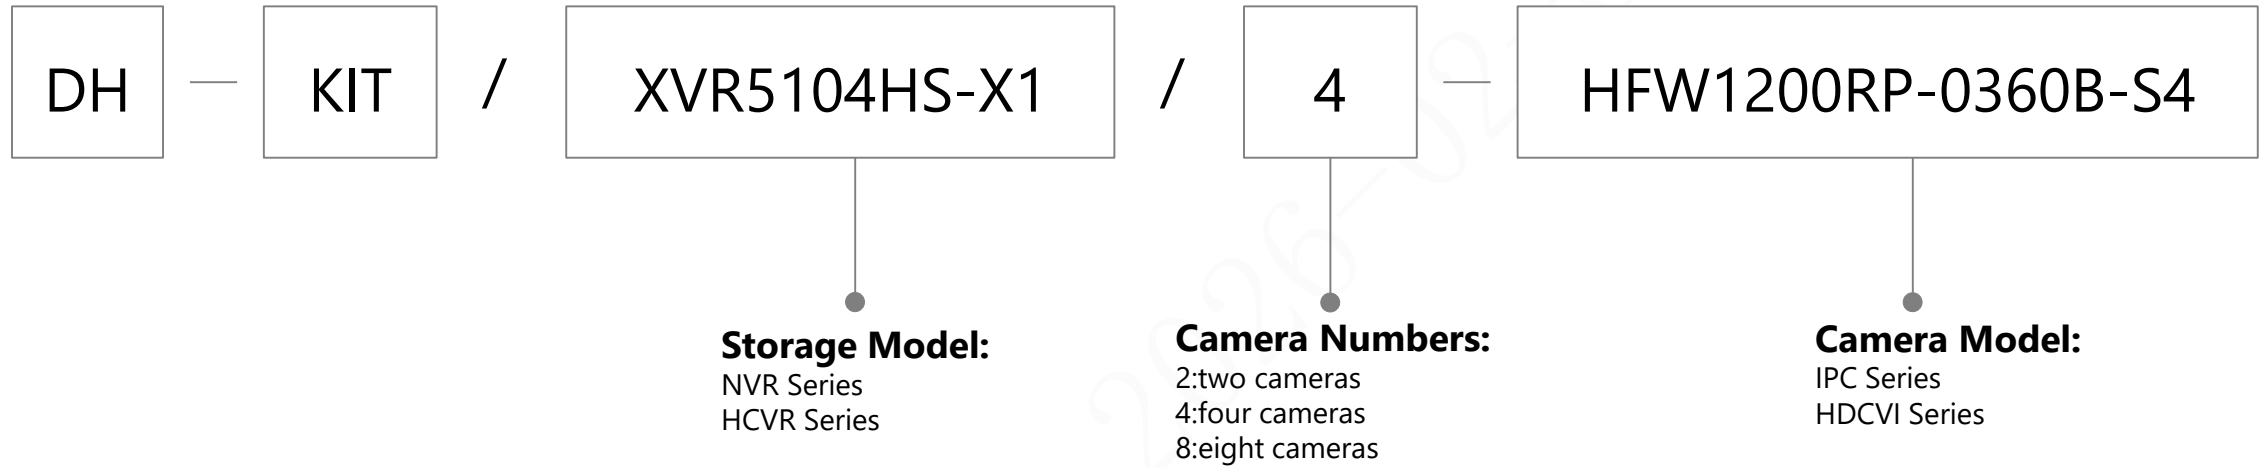 DH — KIT / XVR5104HS-X1 / 4 — HFW1200RP-0360B-S4
Storage Model:
NVR Series
HCVR Series
Camera Numbers:
2:two cameras
4:four cameras
8:eight cameras
Camera Model:
IPC Series
HDCVI Series